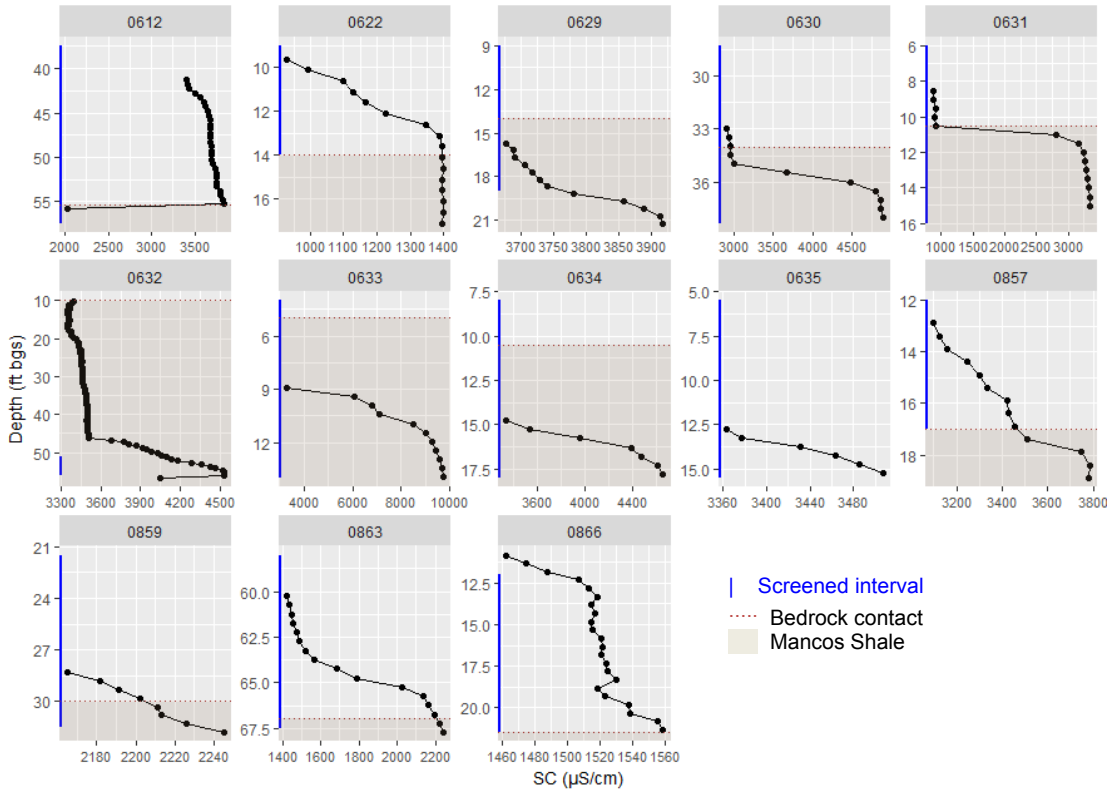 0612 0622 0629 0630 0631
40 45 50 55
2000 2500 3000 3500
10 12 14 16
1000 1100 1200 1300 1400
9 12 15 18 21
3700 3750 3800 3850 3900
30 33 36
3000 3500 4000 4500
6 8 10 12 14 16
1000 1500 2000 2500 3000
Depth (ft bgs)
0632 0633 0634 0635 0857
10 20 30 40 50
3300 3600 3900 4200 4500
6 9 12
4000 6000 8000 10000
7.5 10.0 12.5 15.0 17.5
3500 4000 4500
5.0 7.5 10.0 12.5 15.0
3360 3400 3440 3480
12 14 16 18
3200 3400 3600 3800
0859 0863 0866
21 24 27 30
2180 2200 2220 2240
60.0 62.5 65.0 67.5
1400 1600 1800 2000 2200
12.5 15.0 17.5 20.0
1460 1480 1500 1520 1540 1560
SC (µS/cm)
Screened interval
Bedrock contact
Mancos Shale